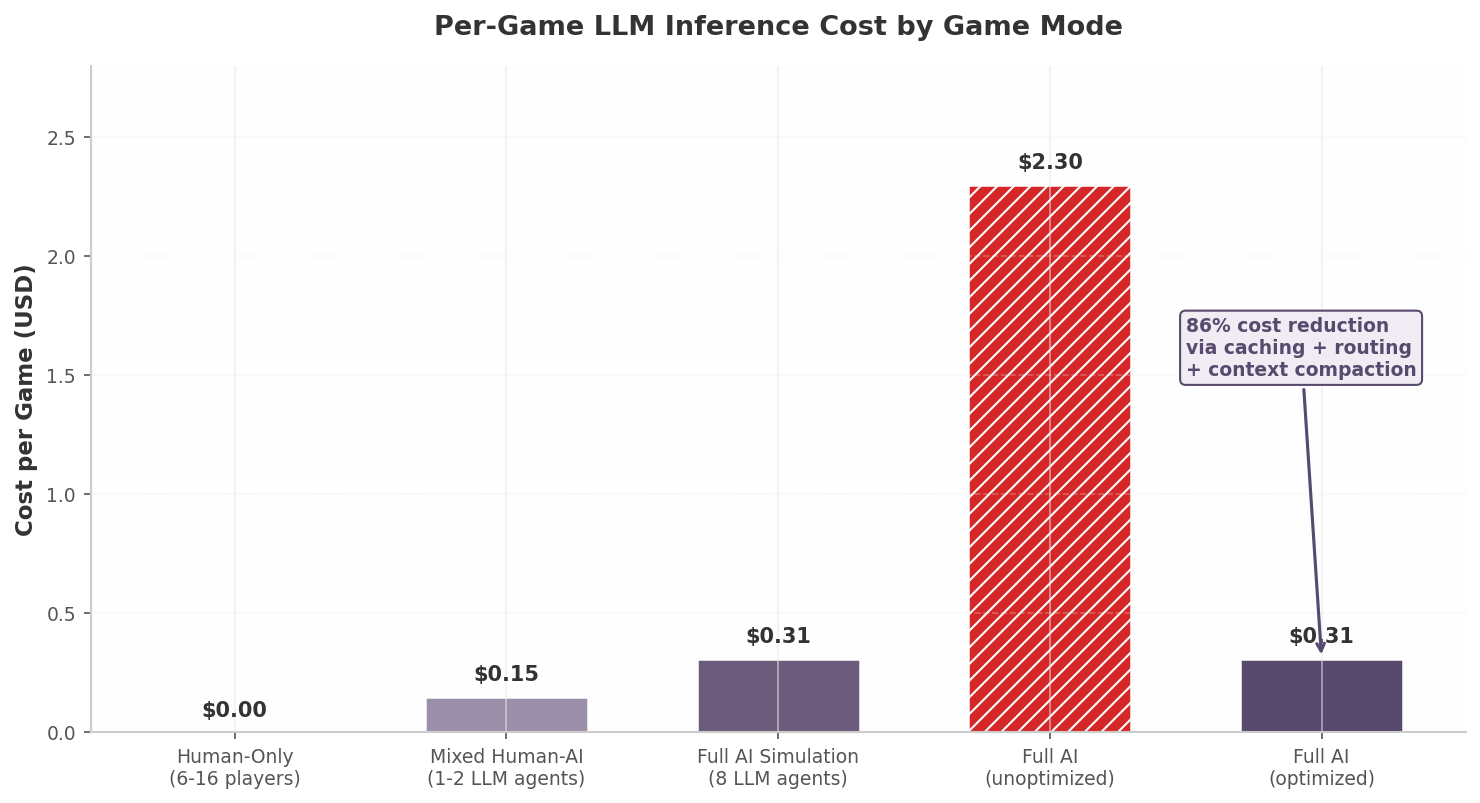 Per-Game LLM Inference Cost by Game Mode
Cost per Game (USD)
2.5
2.0
1.5
1.0
0.5
0.0
$0.00
$0.15
$0.31
$2.30
$0.31
86% cost reduction
via caching + routing
+ context compaction
Human-Only
(6-16 players)
Mixed Human-AI
(1-2 LLM agents)
Full AI Simulation
(8 LLM agents)
Full AI
(unoptimized)
Full AI
(optimized)